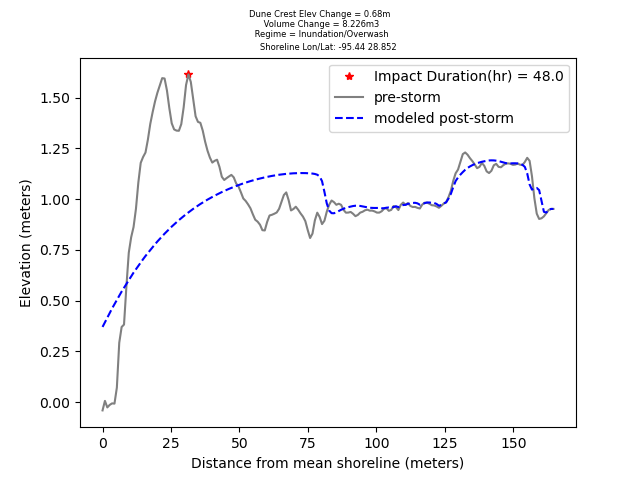 Dune Crest Elev Change = 0.68m
Volume Change = 8.226m3
Regime = Inundation/Overwash
Shoreline Lon/Lat: -95.44 28.852
Impact Duration(hr) = 48.0
pre-storm
modeled post-storm
Elevation (meters)
1.50
1.25
1.00
0.75
0.50
0.25
0.00
0 25 50 75 100 125 150
Distance from mean shoreline (meters)